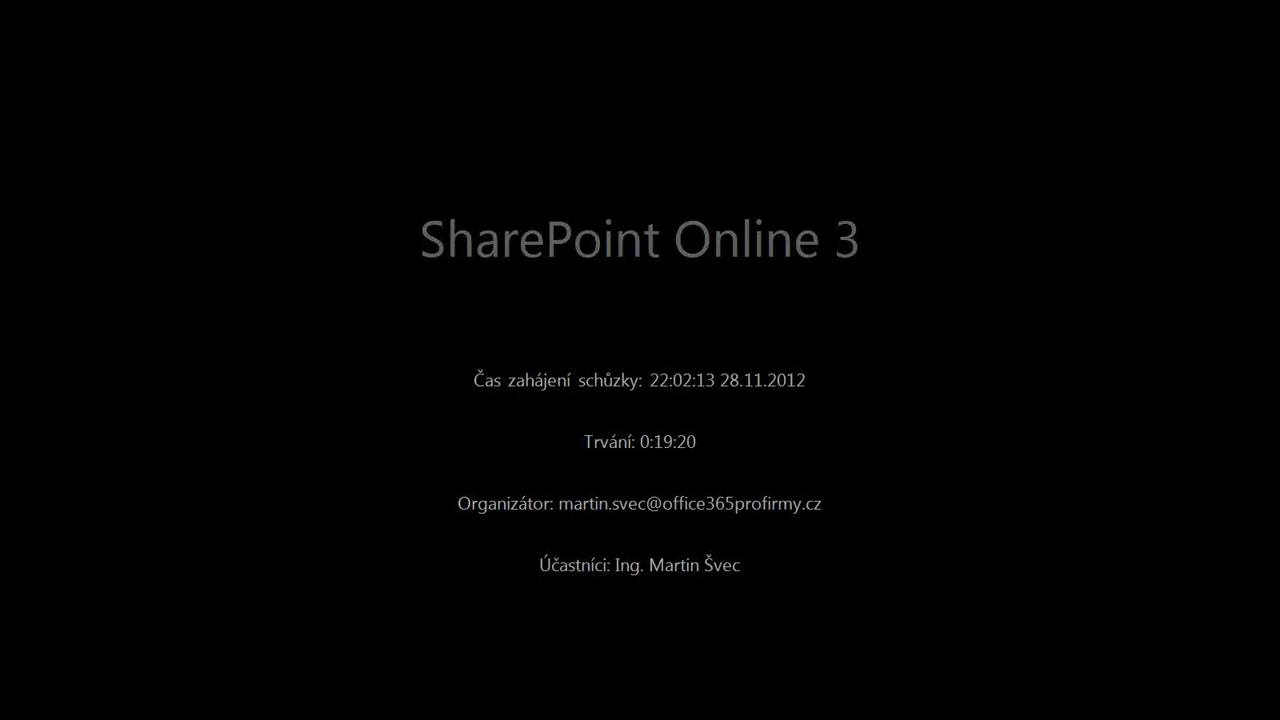 SharePoint Online 3
Čas zahájení schůzky: 22:02:13 28.11.2012
Trvání: 0:19:20
Organizátor: martin.svec@office365profirmy.cz
Účastníci: Ing. Martin Švec